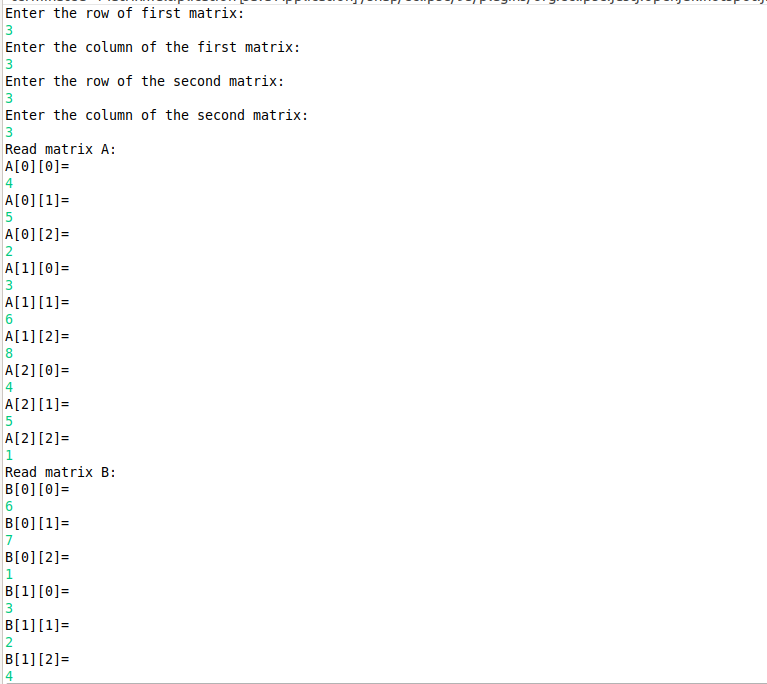 Enter the row of first matrix:
3
Enter the column of the first matrix:
3
Enter the row of the second matrix:
3
Enter the column of the second matrix:
3
Read matrix A:
A[0][0]=
4
A[0][1]=
5
A[0][2]=
2
A[1][0]=
3
A[1][1]=
6
A[1][2]=
8
A[2][0]=
4
A[2][1]=
5
A[2][2]=
1
Read matrix B:
B[0][0]=
6
B[0][1]=
7
B[0][2]=
1
B[1][0]=
3
B[1][1]=
2
B[1][2]=
4